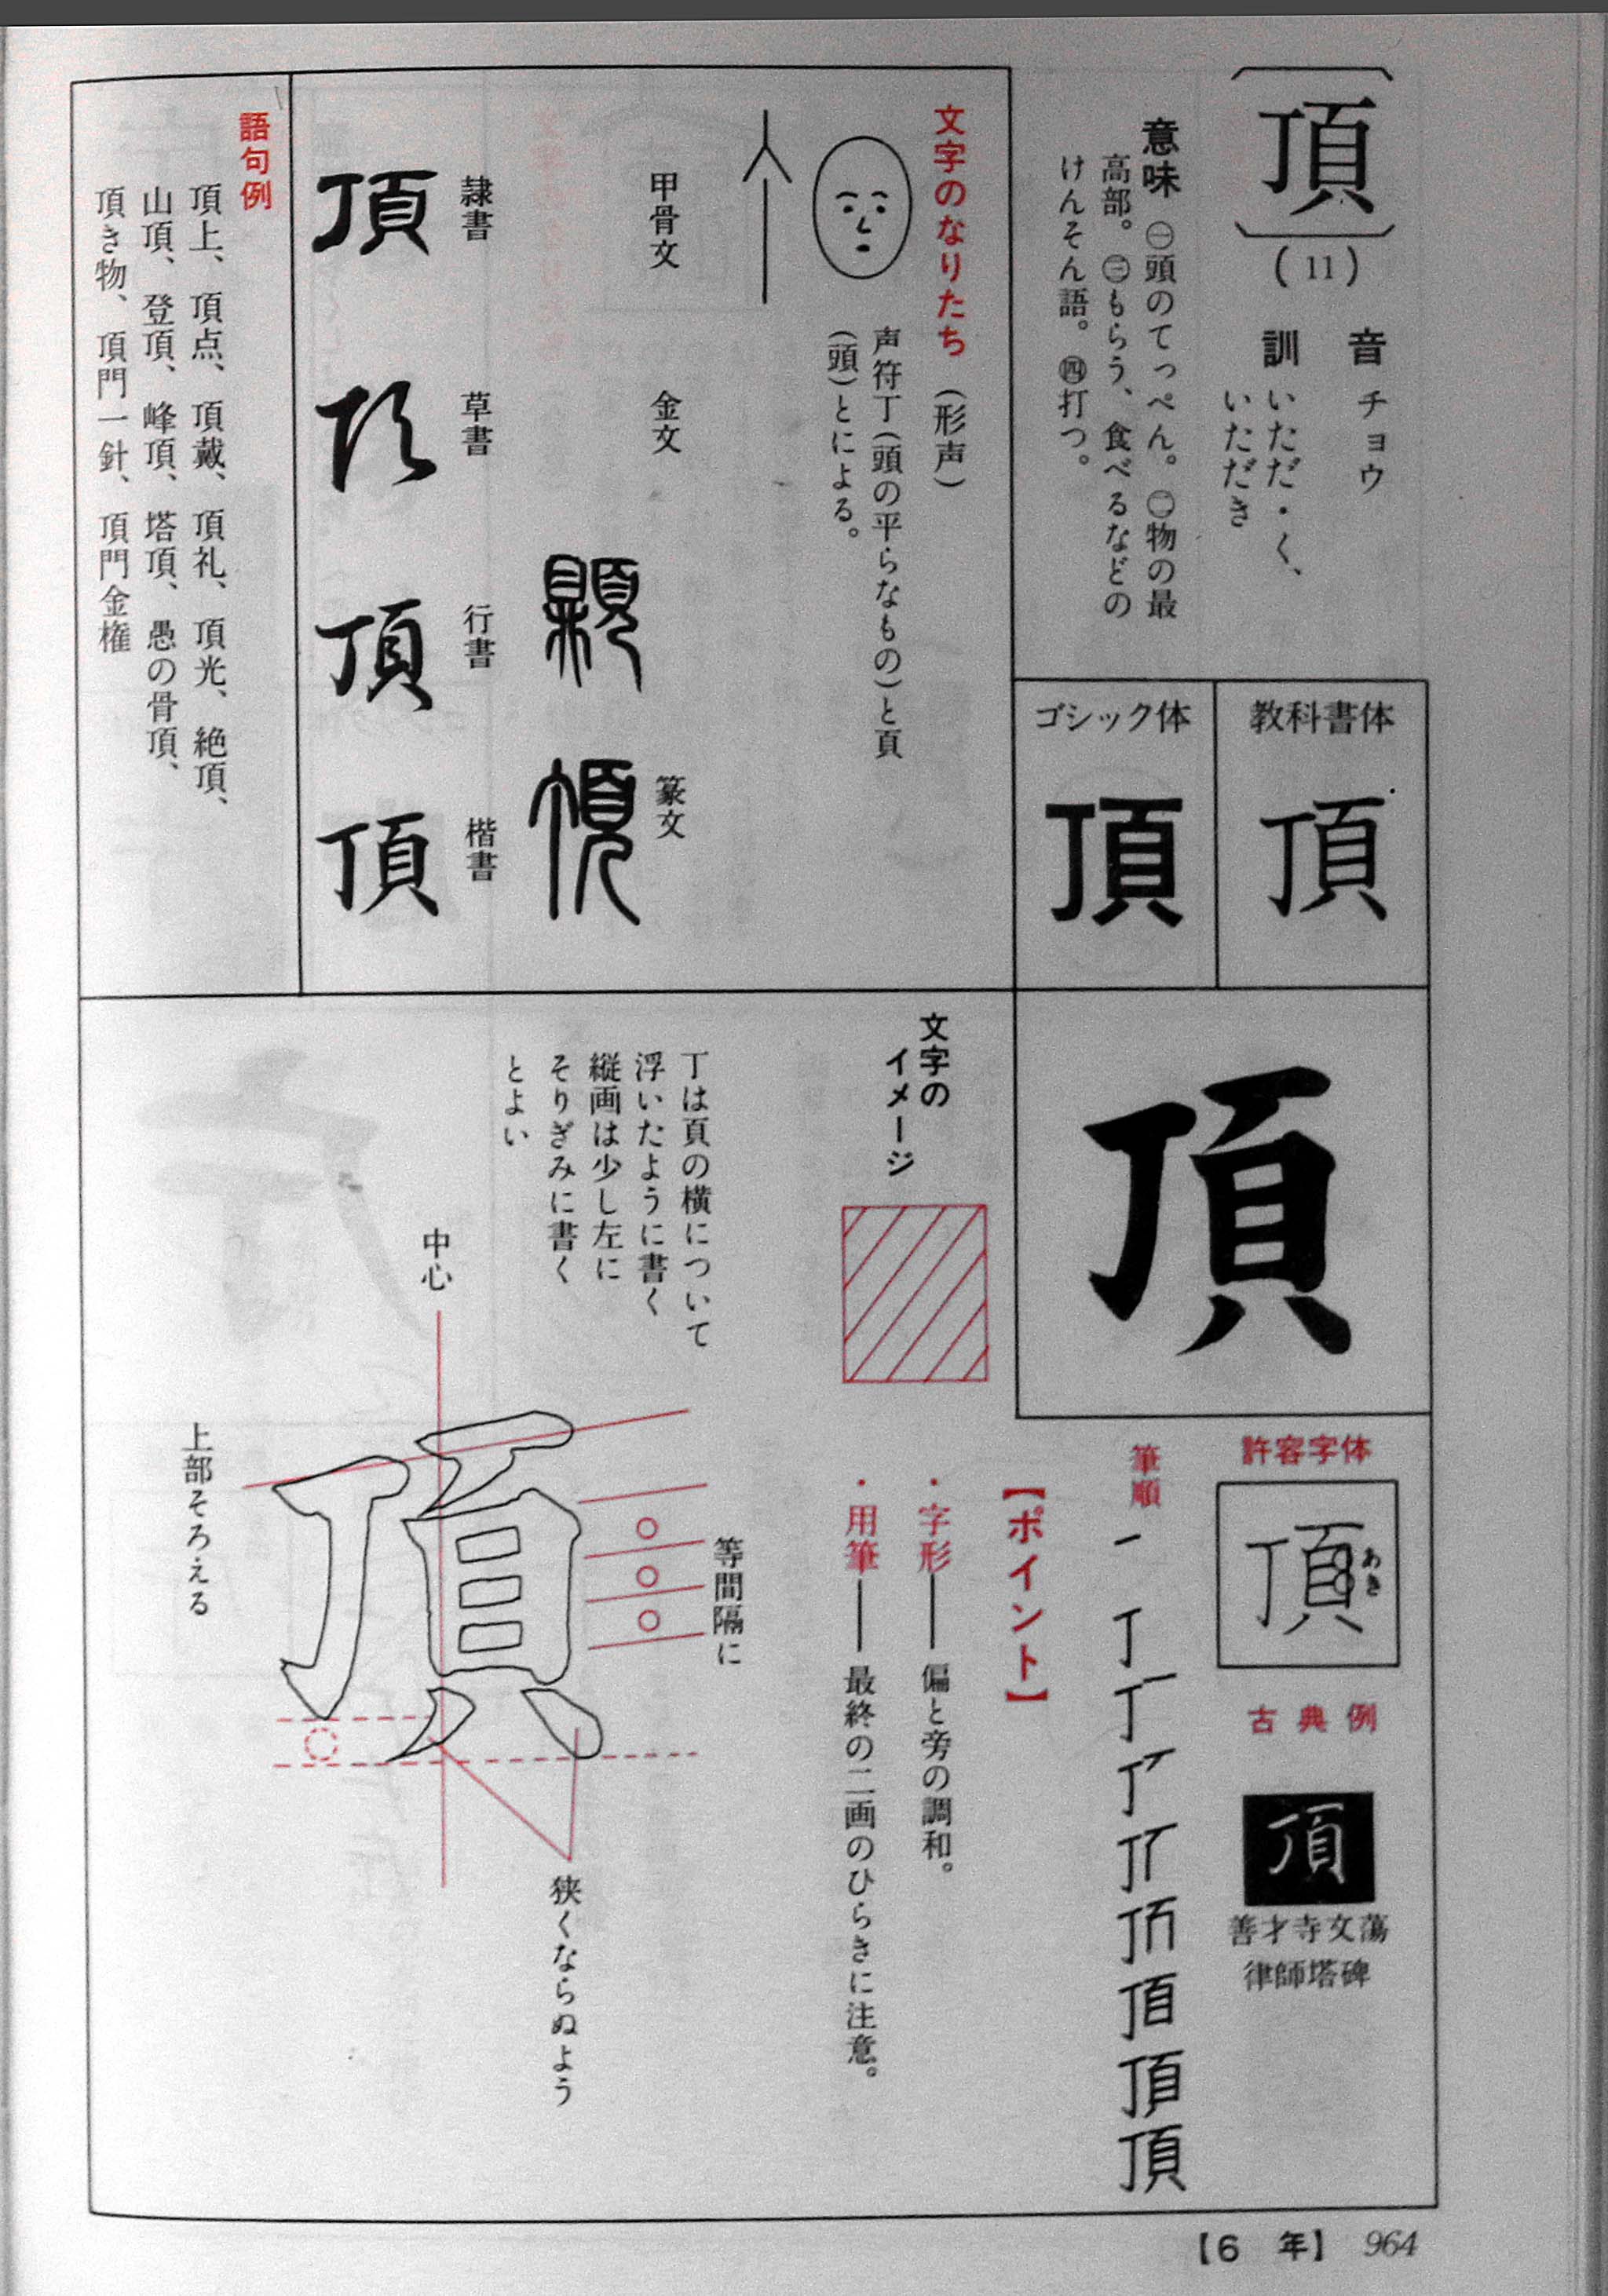 頂
(11)
音 チョウ
訓 いただ・く、
いただき
意味 ㊀頭のてっぺん。㊁物の最
高部。㊂もらう、食べるなどの
けんそん語。㊃打つ。
教科書体
頂
ゴシック体
頂
文字のなりたち (形声)
声符丁(頭の平らなもの)と頁
(頭)とによる。
甲骨文
金文
篆文
隷書
頂
草書
頂
行書
頂
楷書
頂
語句例
頂上、頂点、頂戴、頂礼、頂光、絶頂、
山頂、登頂、峰頂、塔頂、愚の骨頂、
頂き物、頂門一針、頂門金椎
頂
許容字体
頂
あき
古典例
頂
善才寺文蕩
律師塔碑
筆順
頂
【ポイント】
・字形――偏と旁の調和。
・用筆――最終の二画のひらきに注意。
文字の
イメージ
丁は頁の横について
浮いたように書く
縦画は少し左に
そりぎみに書く
とよい
中心
上部そろえる
等間隔に
狭くならぬよう
【6 年】 964